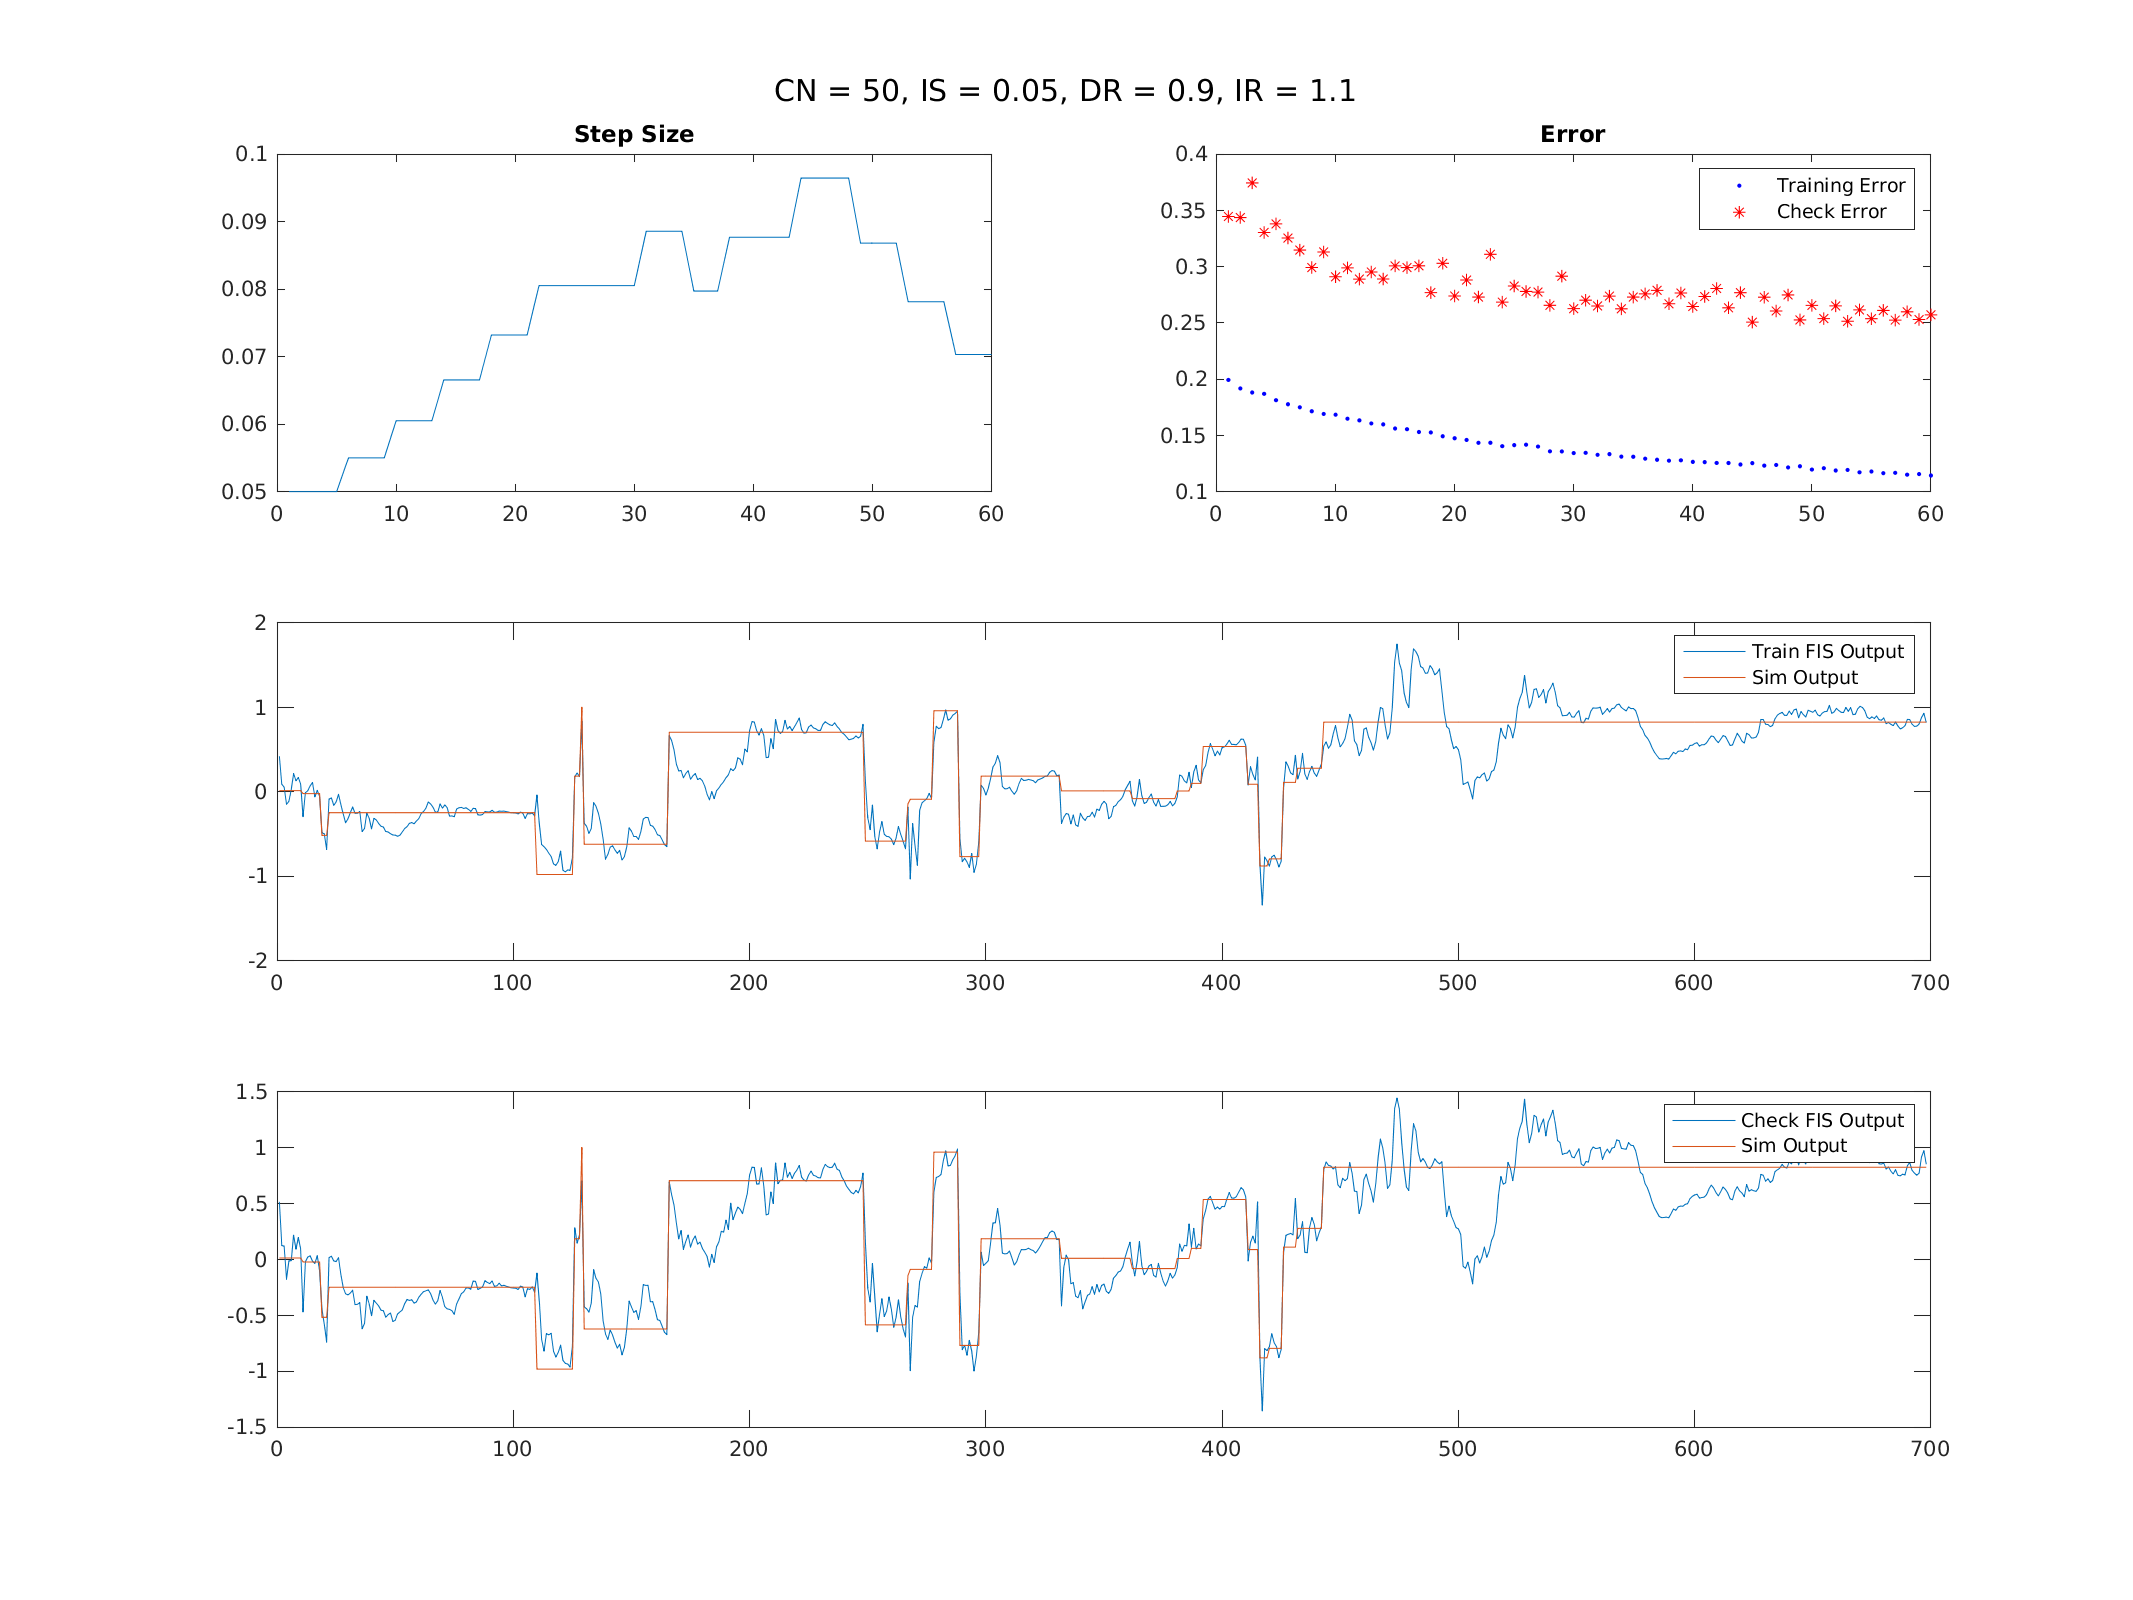 CN = 50, IS = 0.05, DR = 0.9, IR = 1.1
Step Size
0.1
0.09
0.08
0.07
0.06
0.05
0 10 20 30 40 50 60
Error
0.4
0.35
0.3
0.25
0.2
0.15
0.1
Training Error
Check Error
0 10 20 30 40 50 60
2
1
0
-1
-2
Train FIS Output
Sim Output
0 100 200 300 400 500 600 700
1.5
1
0.5
0
-0.5
-1
-1.5
Check FIS Output
Sim Output
0 100 200 300 400 500 600 700